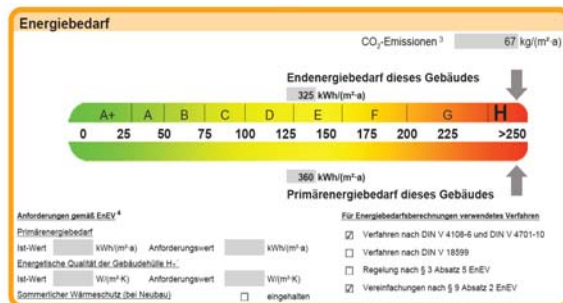 Energiebedarf
CO₂-Emissionen ³ 67 kg/(m²·a)
Endenergiebedarf dieses Gebäudes
325 kWh/(m²·a)
A+ A B C D E F G H
0 25 50 75 100 125 150 175 200 225 >250
360 kWh/(m²·a)
Primärenergiebedarf dieses Gebäudes
Anforderungen gemäß EnEV ⁴
Primärenergiebedarf
Ist-Wert kWh/(m²·a) Anforderungswert kWh/(m²·a)
Energetische Qualität der Gebäudehülle H_T'
Ist-Wert W/(m²·K) Anforderungswert W/(m²·K)
Sommerlicher Wärmeschutz (bei Neubau) ☐ eingehalten
Für Energiebedarfsberechnungen verwendetes Verfahren
☑ Verfahren nach DIN V 4108-6 und DIN V 4701-10
☐ Verfahren nach DIN V 18599
☐ Regelung nach § 3 Absatz 5 EnEV
☑ Vereinfachungen nach § 9 Absatz 2 EnEV